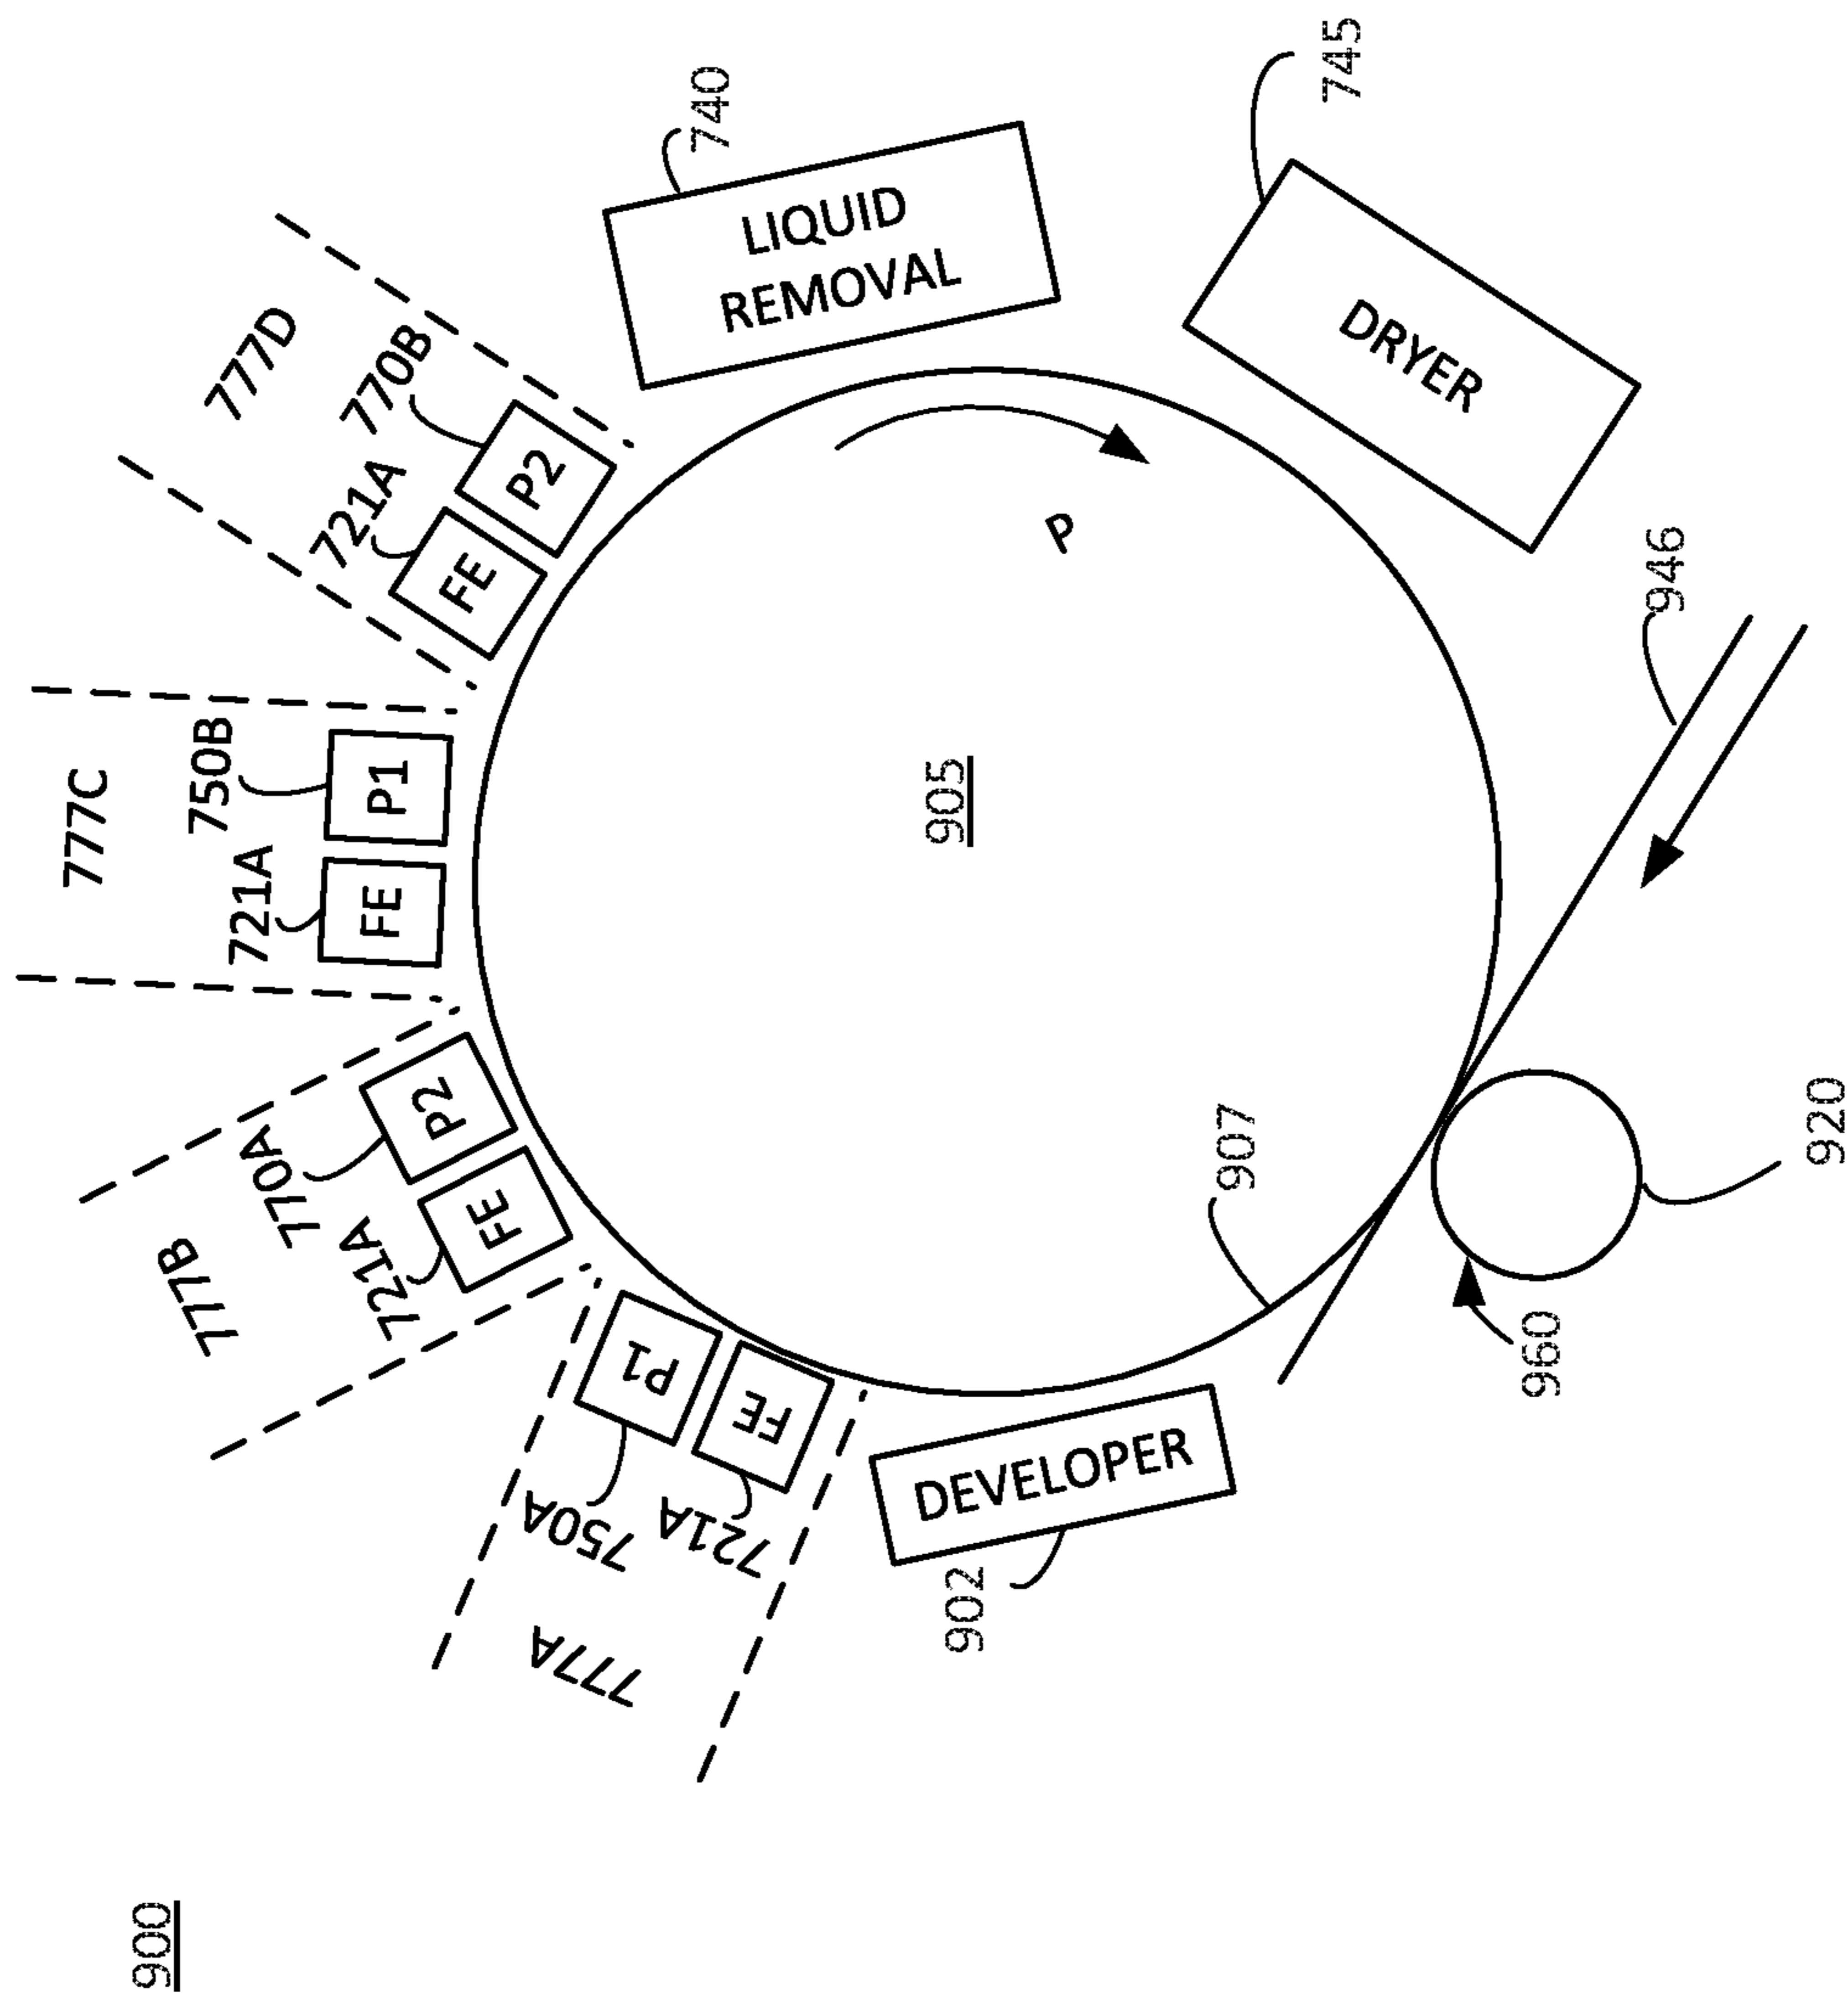 900
777A
750A
721A
P1
FE
777B
770A
721A
P2
FE
777C
750B
721A
P1
FE
777D
770B
721A
P2
FE
740
LIQUID
REMOVAL
745
DRYER
P
905
946
907
920
960
902
DEVELOPER